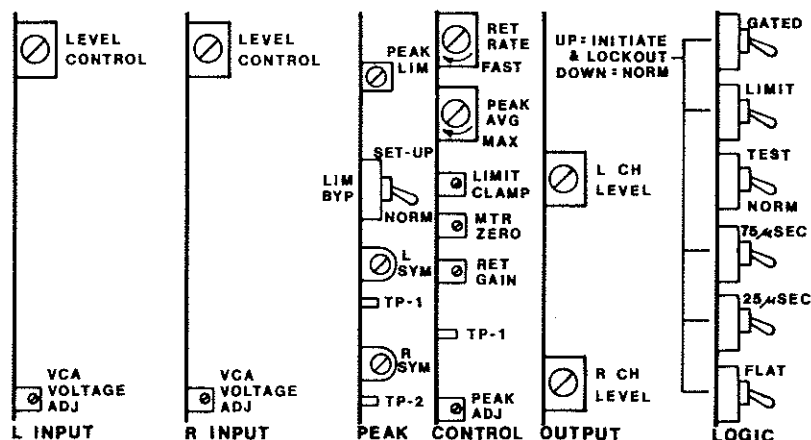 LEVEL
CONTROL
VCA
VOLTAGE
ADJ
L INPUT
LEVEL
CONTROL
VCA
VOLTAGE
ADJ
R INPUT
PEAK
LIM
SET-UP
LIM
BYP
NORM
L
SYM
TP-1
R
SYM
TP-2
PEAK
RET
RATE
FAST
PEAK
AVG
MAX
LIMIT
CLAMP
MTR
ZERO
RET
GAIN
TP-1
PEAK
ADJ
CONTROL
L CH
LEVEL
R CH
LEVEL
OUTPUT
UP=INITIATE
& LOCKOUT
DOWN=NORM
GATED
LIMIT
TEST
NORM
75μSEC
25μSEC
FLAT
LOGIC